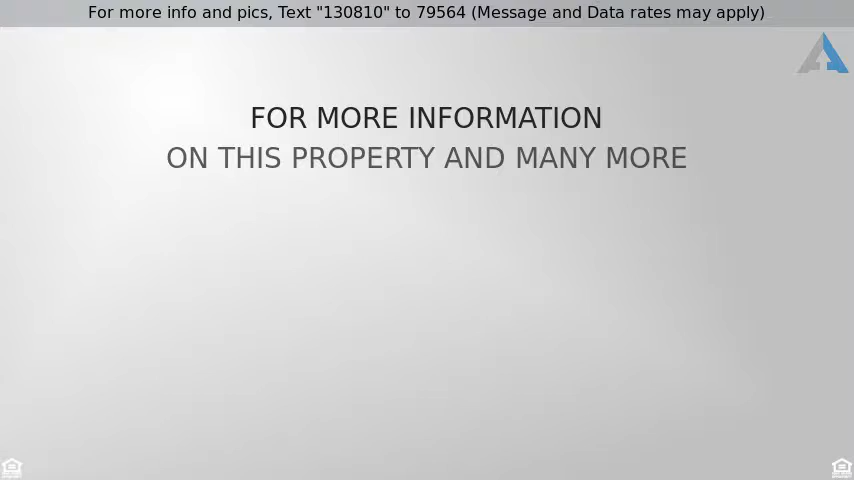 For more info and pics, Text "130810" to 79564 (Message and Data rates may apply)
FOR MORE INFORMATION
ON THIS PROPERTY AND MANY MORE